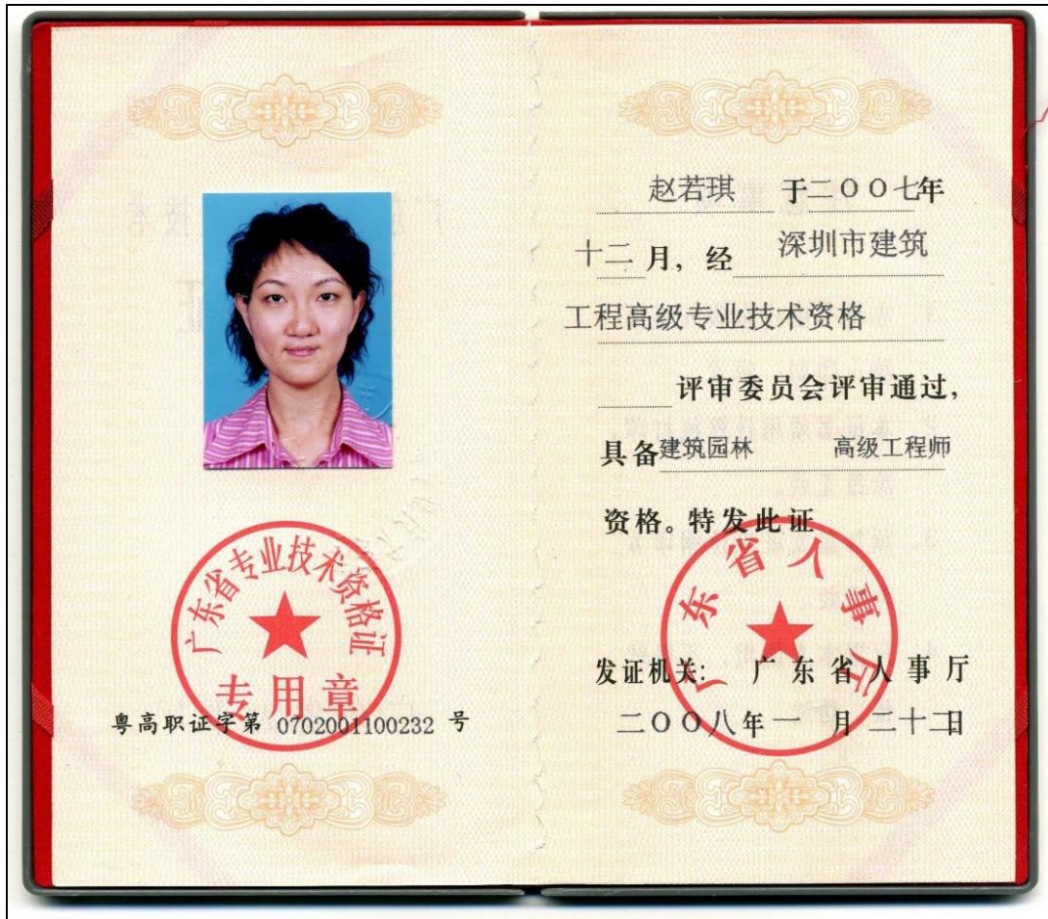 广东省专业技术资格证
专用章
粤高职证字第 0702001100232 号
赵若琪 于二〇〇七年
十二月，经 深圳市建筑
工程高级专业技术资格
评审委员会评审通过，
具备建筑园林 高级工程师
资格。特发此证
广东省人事厅
发证机关： 广东省人事厅
二〇〇八年一 月二十二日